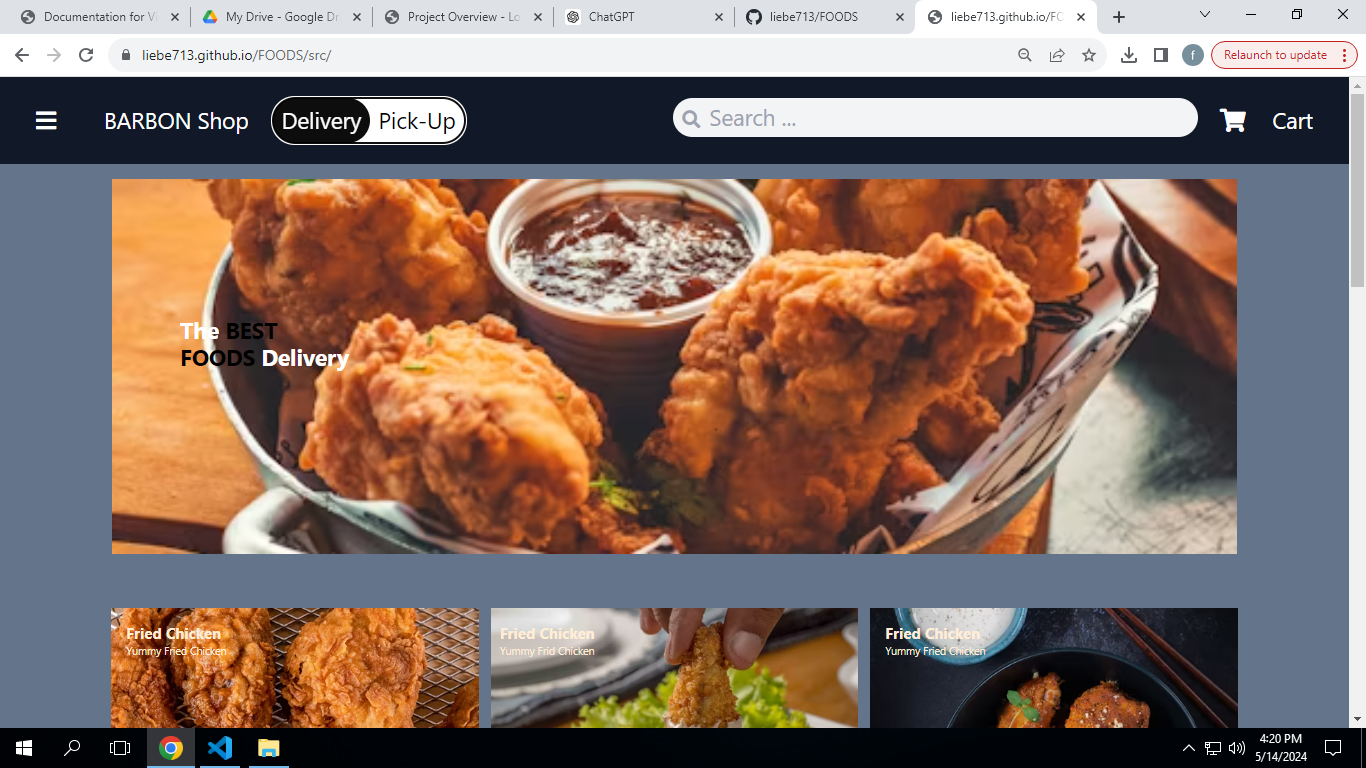 Documentation for Vi
My Drive - Google Dr
Project Overview - Lo
ChatGPT
liebe713/FOODS
liebe713.github.io/FC
liebe713.github.io/FOODS/src/
f
Relaunch to update
BARBON Shop
Delivery
Pick-Up
Search ...
Cart
The BEST
FOODS Delivery
Fried Chicken
Yummy Fried Chicken
Fried Chicken
Yummy Frid Chicken
Fried Chicken
Yummy Fried Chicken
4:20 PM
5/14/2024